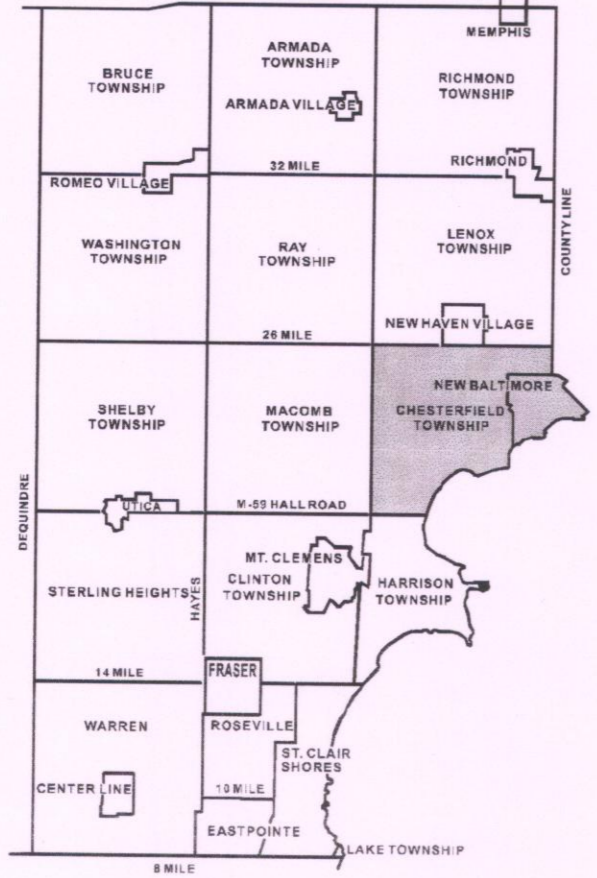 MEMPHIS
ARMADA
TOWNSHIP
BRUCE
TOWNSHIP
RICHMOND
TOWNSHIP
ARMADA VILLAGE
32 MILE
RICHMOND
ROMEO VILLAGE
COUNTY LINE
WASHINGTON
TOWNSHIP
RAY
TOWNSHIP
LENOX
TOWNSHIP
NEW HAVEN VILLAGE
26 MILE
NEW BALTIMORE
SHELBY
TOWNSHIP
MACOMB
TOWNSHIP
CHESTERFIELD
TOWNSHIP
DEQUINDRE
UTICA
M-59 HALL ROAD
MT. CLEMENS
STERLING HEIGHTS
HAYES
CLINTON
TOWNSHIP
HARRISON
TOWNSHIP
14 MILE
FRASER
WARREN
ROSEVILLE
ST. CLAIR
SHORES
CENTER LINE
10 MILE
EASTPOINTE
LAKE TOWNSHIP
8 MILE